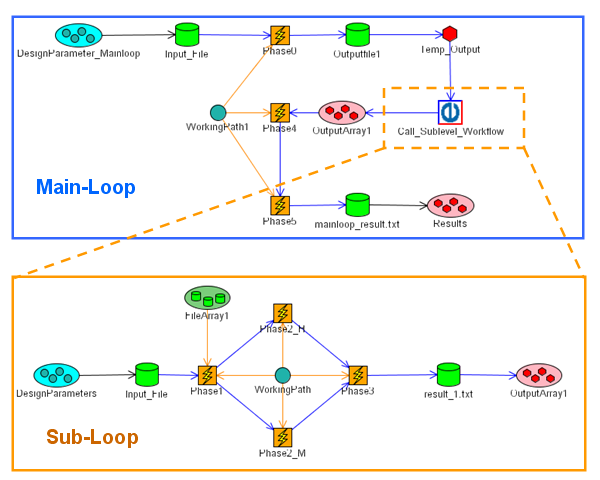 DesignParameter_Mainloop
Input_File
Phase0
Outputfile1
Temp_Output
WorkingPath1
Phase4
OutputArray1
Call_Sublevel_Workflow
Main-Loop
Phase5
mainloop_result.txt
Results
FileArray1
Phase2_H
DesignParameters
Input_File
Phase1
WorkingPath
Phase3
result_1.txt
OutputArray1
Sub-Loop
Phase2_M